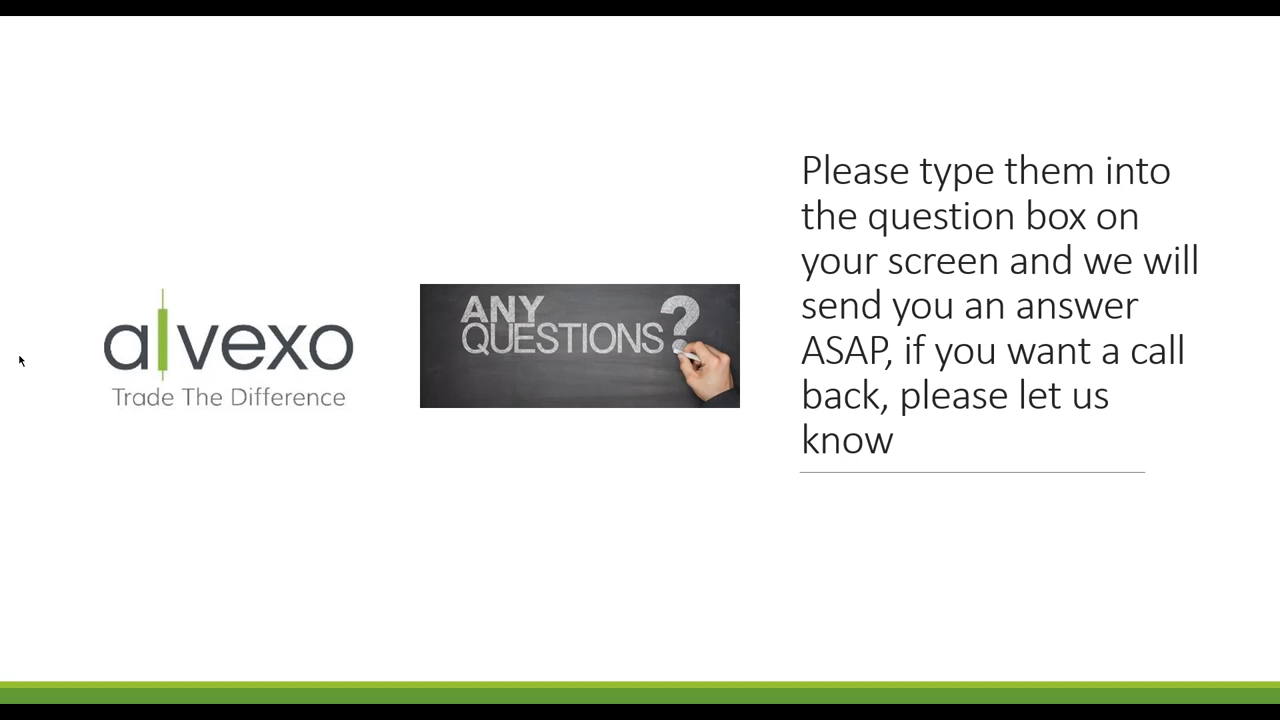 alvexo
Trade The Difference
ANY
QUESTIONS?
Please type them into
the question box on
your screen and we will
send you an answer
ASAP, if you want a call
back, please let us
know